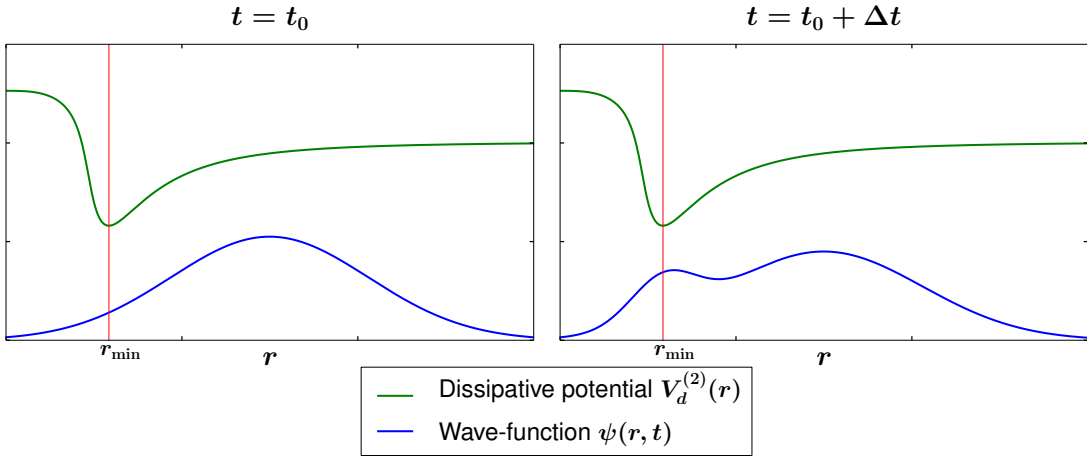 t = t₀
t = t₀ + Δt
r_min
r
r_min
r
Dissipative potential V_d^(2)(r)
Wave-function ψ(r, t)